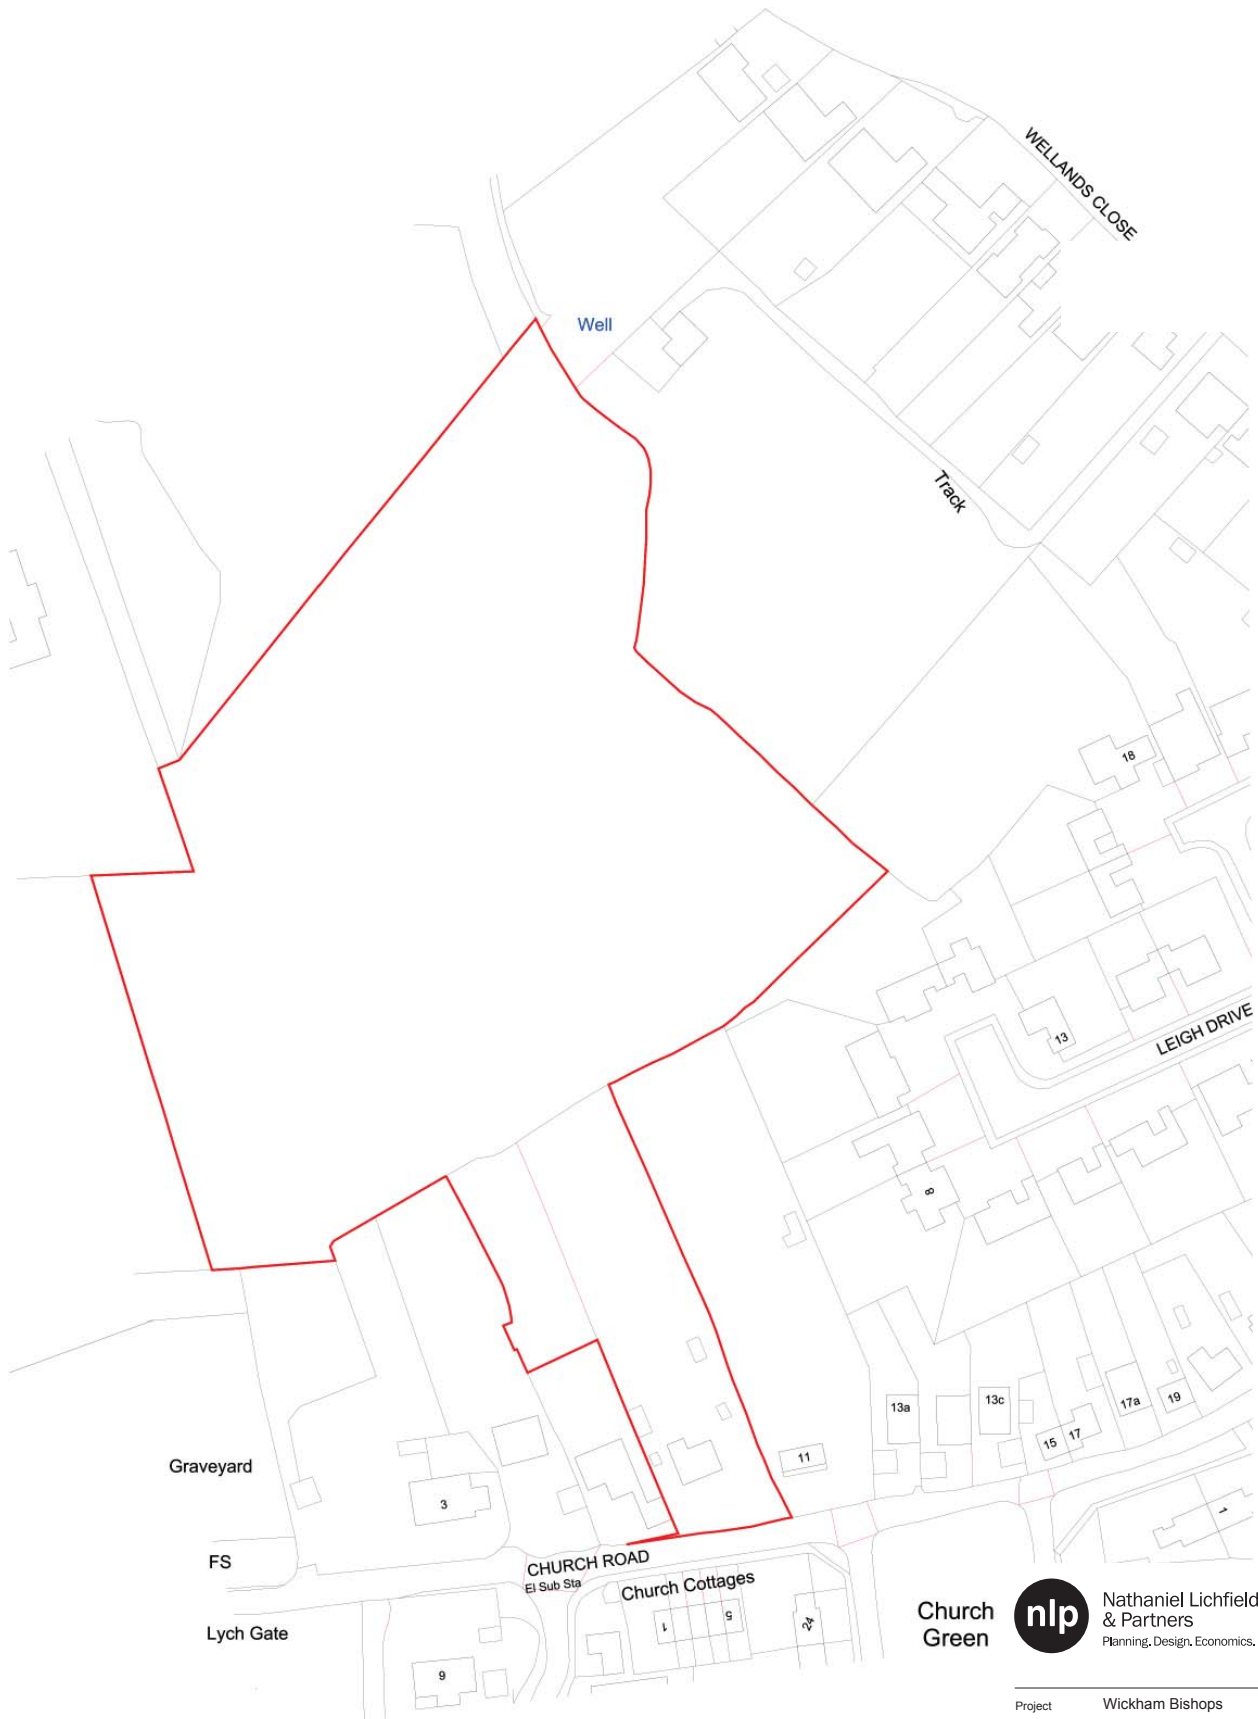 WELLANDS CLOSE
Well
Track
18
13
LEIGH DRIVE
8
13a
13c
17a
19
15
17
11
Graveyard
3
1
FS
CHURCH ROAD
El Sub Sta
Church Cottages
1
5
24
Lych Gate
9
Church
Green
nlp
Nathaniel Lichfield
& Partners
Planning. Design. Economics.
Project
Wickham Bishops